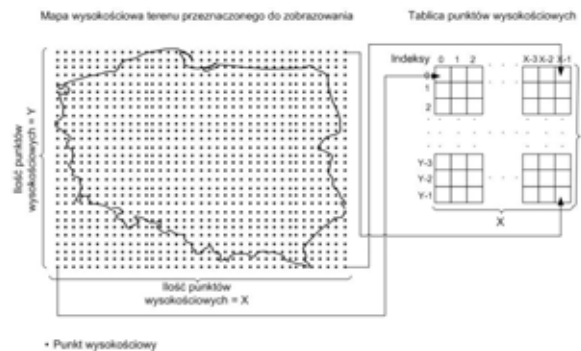 Mapa wysokościowa terenu przeznaczonego do zobrazowania
Tablica punktów wysokościowych
Indeksy
0 1 2
X-3 X-2 X-1
0
1
2
Y-3
Y-2
Y-1
X
Ilość punktów
wysokościowych = Y
Ilość punktów
wysokościowych = X
• Punkt wysokościowy